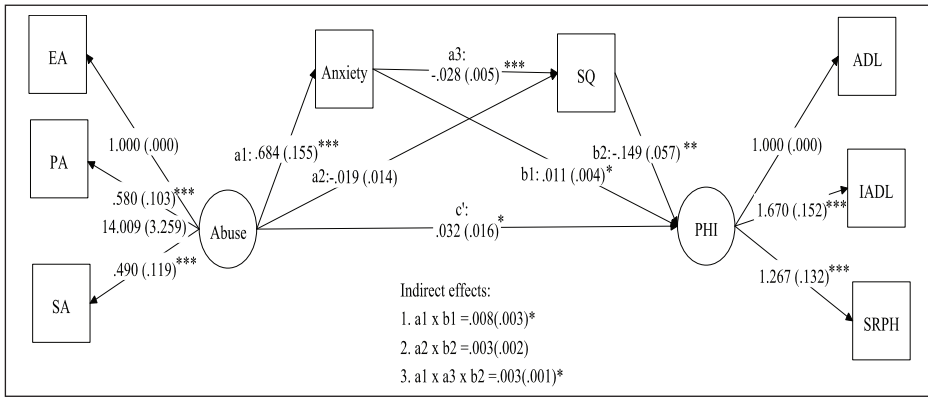 EA
PA
SA
1.000 (.000)
.580 (.103)***
14.009 (3.259)
.490 (.119)***
Abuse
a1: .684 (.155)***
Anxiety
a2:-.019 (.014)
a3:
-.028 (.005) ***
SQ
b1: .011 (.004)*
b2:-.149 (.057) **
c':
.032 (.016)*
PHI
1.000 (.000)
1.670 (.152)***
1.267 (.132)***
ADL
IADL
SRPH
Indirect effects:
1. a1 x b1 =.008(.003)*
2. a2 x b2 =.003(.002)
3. a1 x a3 x b2 =.003(.001)*